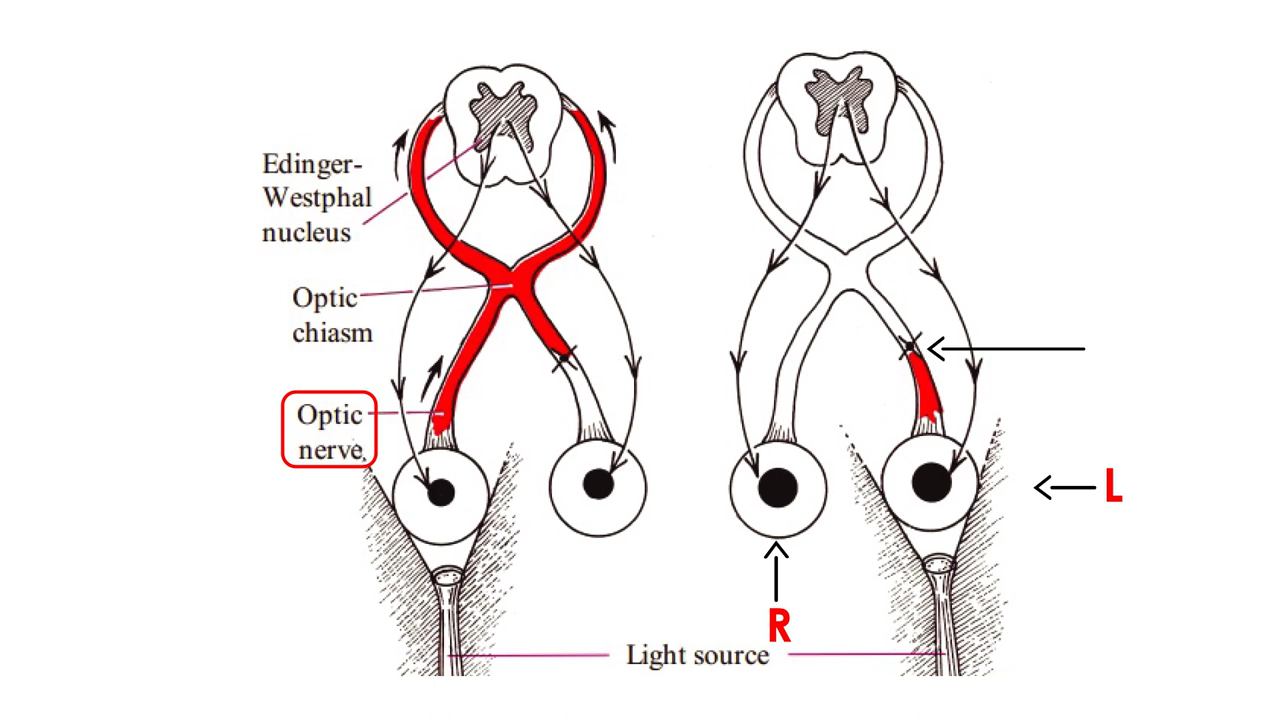 Edinger-
Westphal
nucleus
Optic
chiasm
Optic
nerve
L
R
Light source